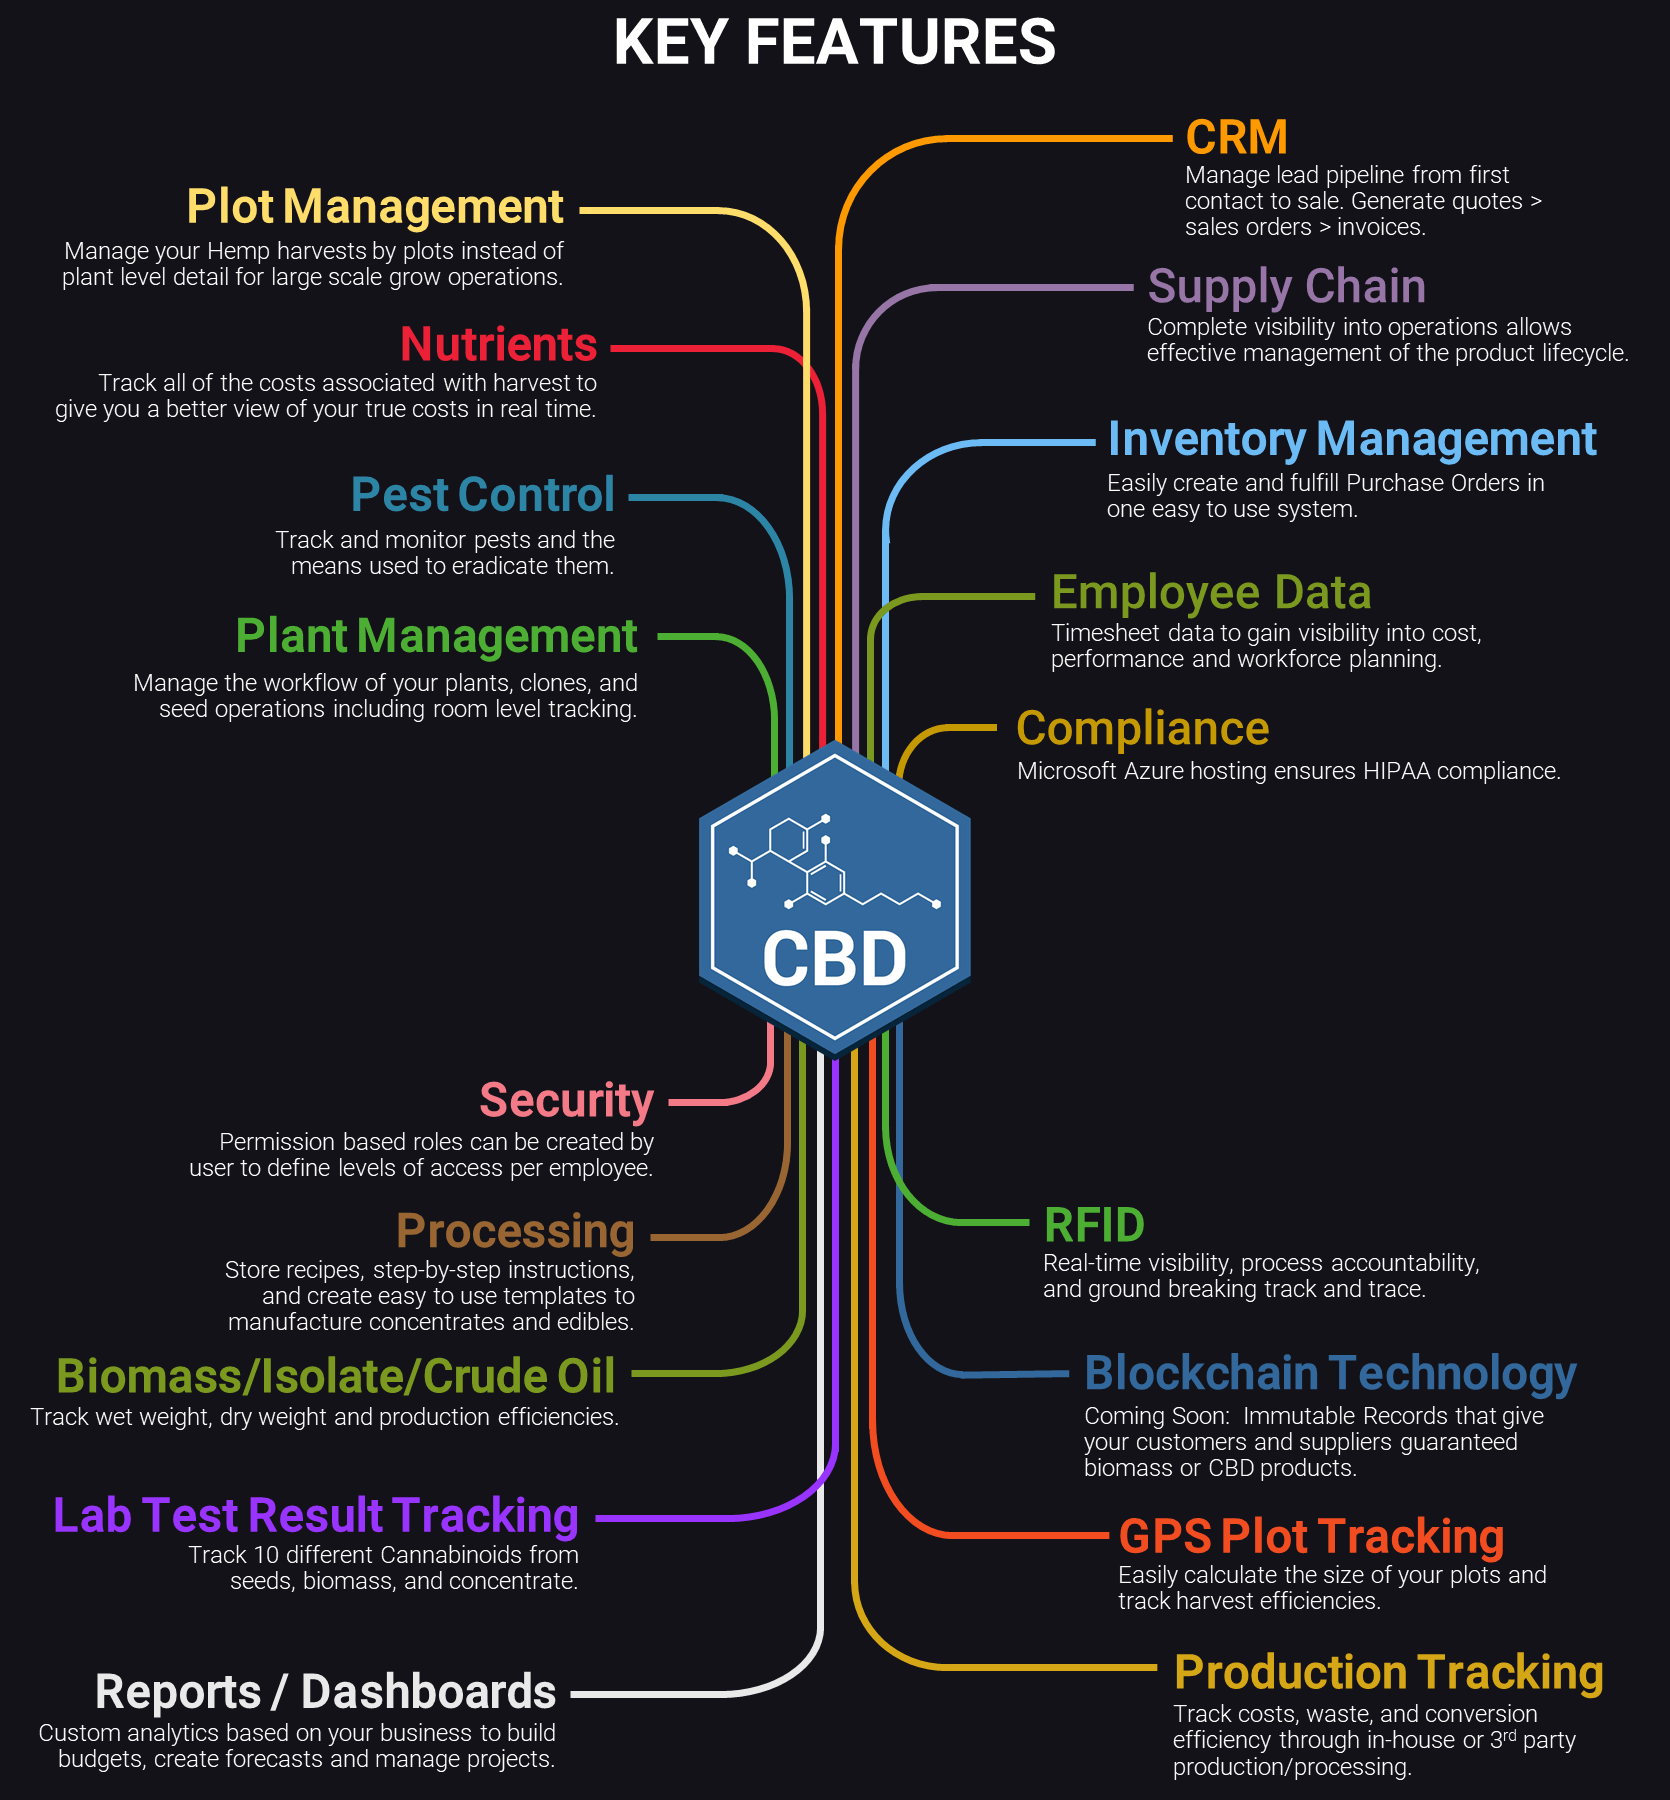 KEY FEATURES
CRM
Manage lead pipeline from first
contact to sale. Generate quotes >
sales orders > invoices.
Plot Management
Manage your Hemp harvests by plots instead of
plant level detail for large scale grow operations.
Supply Chain
Complete visibility into operations allows
effective management of the product lifecycle.
Nutrients
Track all of the costs associated with harvest to
give you a better view of your true costs in real time.
Inventory Management
Easily create and fulfill Purchase Orders in
one easy to use system.
Pest Control
Track and monitor pests and the
means used to eradicate them.
Employee Data
Timesheet data to gain visibility into cost,
performance and workforce planning.
Plant Management
Manage the workflow of your plants, clones, and
seed operations including room level tracking.
Compliance
Microsoft Azure hosting ensures HIPAA compliance.
CBD
Security
Permission based roles can be created by
user to define levels of access per employee.
Processing
Store recipes, step-by-step instructions,
and create easy to use templates to
manufacture concentrates and edibles.
RFID
Real-time visibility, process accountability,
and ground breaking track and trace.
Biomass/Isolate/Crude Oil
Track wet weight, dry weight and production efficiencies.
Blockchain Technology
Coming Soon:  Immutable Records that give
your customers and suppliers guaranteed
biomass or CBD products.
Lab Test Result Tracking
Track 10 different Cannabinoids from
seeds, biomass, and concentrate.
GPS Plot Tracking
Easily calculate the size of your plots and
track harvest efficiencies.
Reports / Dashboards
Custom analytics based on your business to build
budgets, create forecasts and manage projects.
Production Tracking
Track costs, waste, and conversion
efficiency through in-house or 3rd party
production/processing.